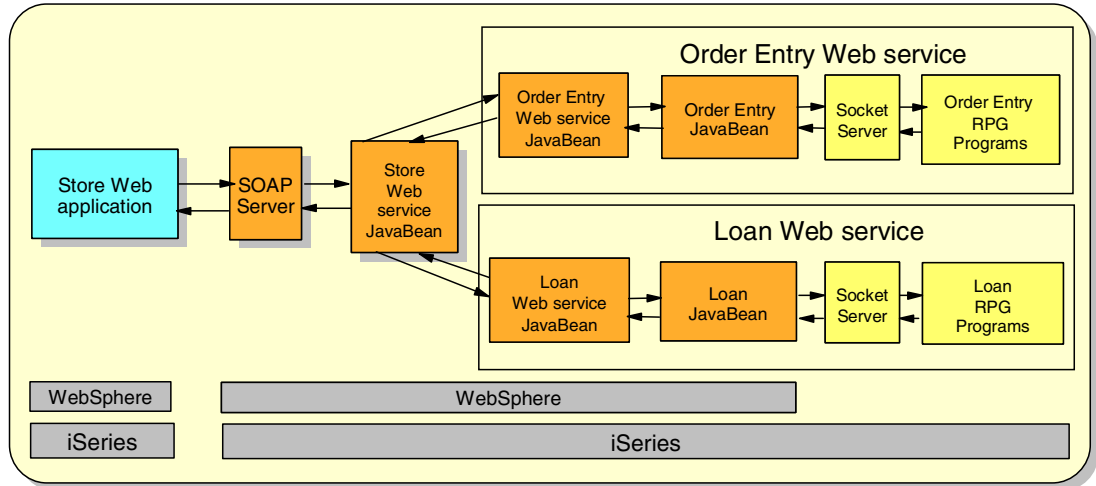 Order Entry Web service
Order Entry
Web service
JavaBean
Order Entry
JavaBean
Socket
Server
Order Entry
RPG
Programs
Store Web
application
SOAP
Server
Store
Web
service
JavaBean
Loan Web service
Loan
Web service
JavaBean
Loan
JavaBean
Socket
Server
Loan
RPG
Programs
WebSphere
WebSphere
iSeries
iSeries